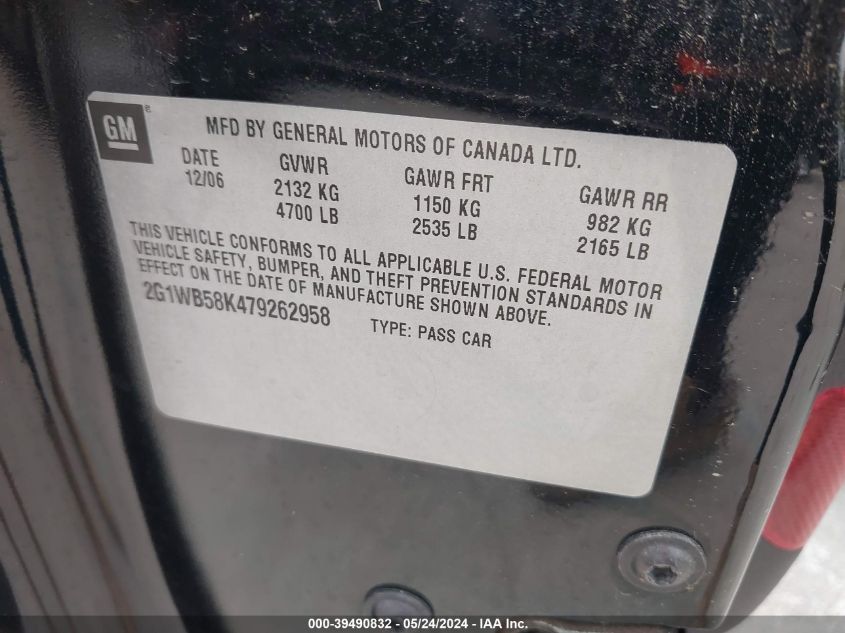 GM ®
MFD BY GENERAL MOTORS OF CANADA LTD.
DATE GVWR GAWR FRT GAWR RR
12/06 2132 KG 1150 KG 982 KG
4700 LB 2535 LB 2165 LB
THIS VEHICLE CONFORMS TO ALL APPLICABLE U.S. FEDERAL MOTOR
VEHICLE SAFETY, BUMPER, AND THEFT PREVENTION STANDARDS IN
EFFECT ON THE DATE OF MANUFACTURE SHOWN ABOVE.
2G1WB58K479262958 TYPE: PASS CAR
000-39490832 - 05/24/2024 - IAA Inc.